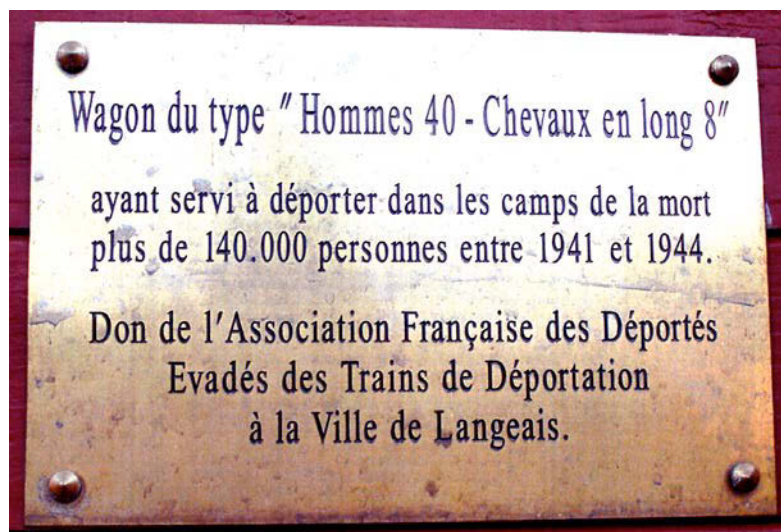 Wagon du type "Hommes 40 - Chevaux en long 8"
ayant servi à déporter dans les camps de la mort
plus de 140.000 personnes entre 1941 et 1944.
Don de l'Association Française des Déportés
Evadés des Trains de Déportation
à la Ville de Langeais.